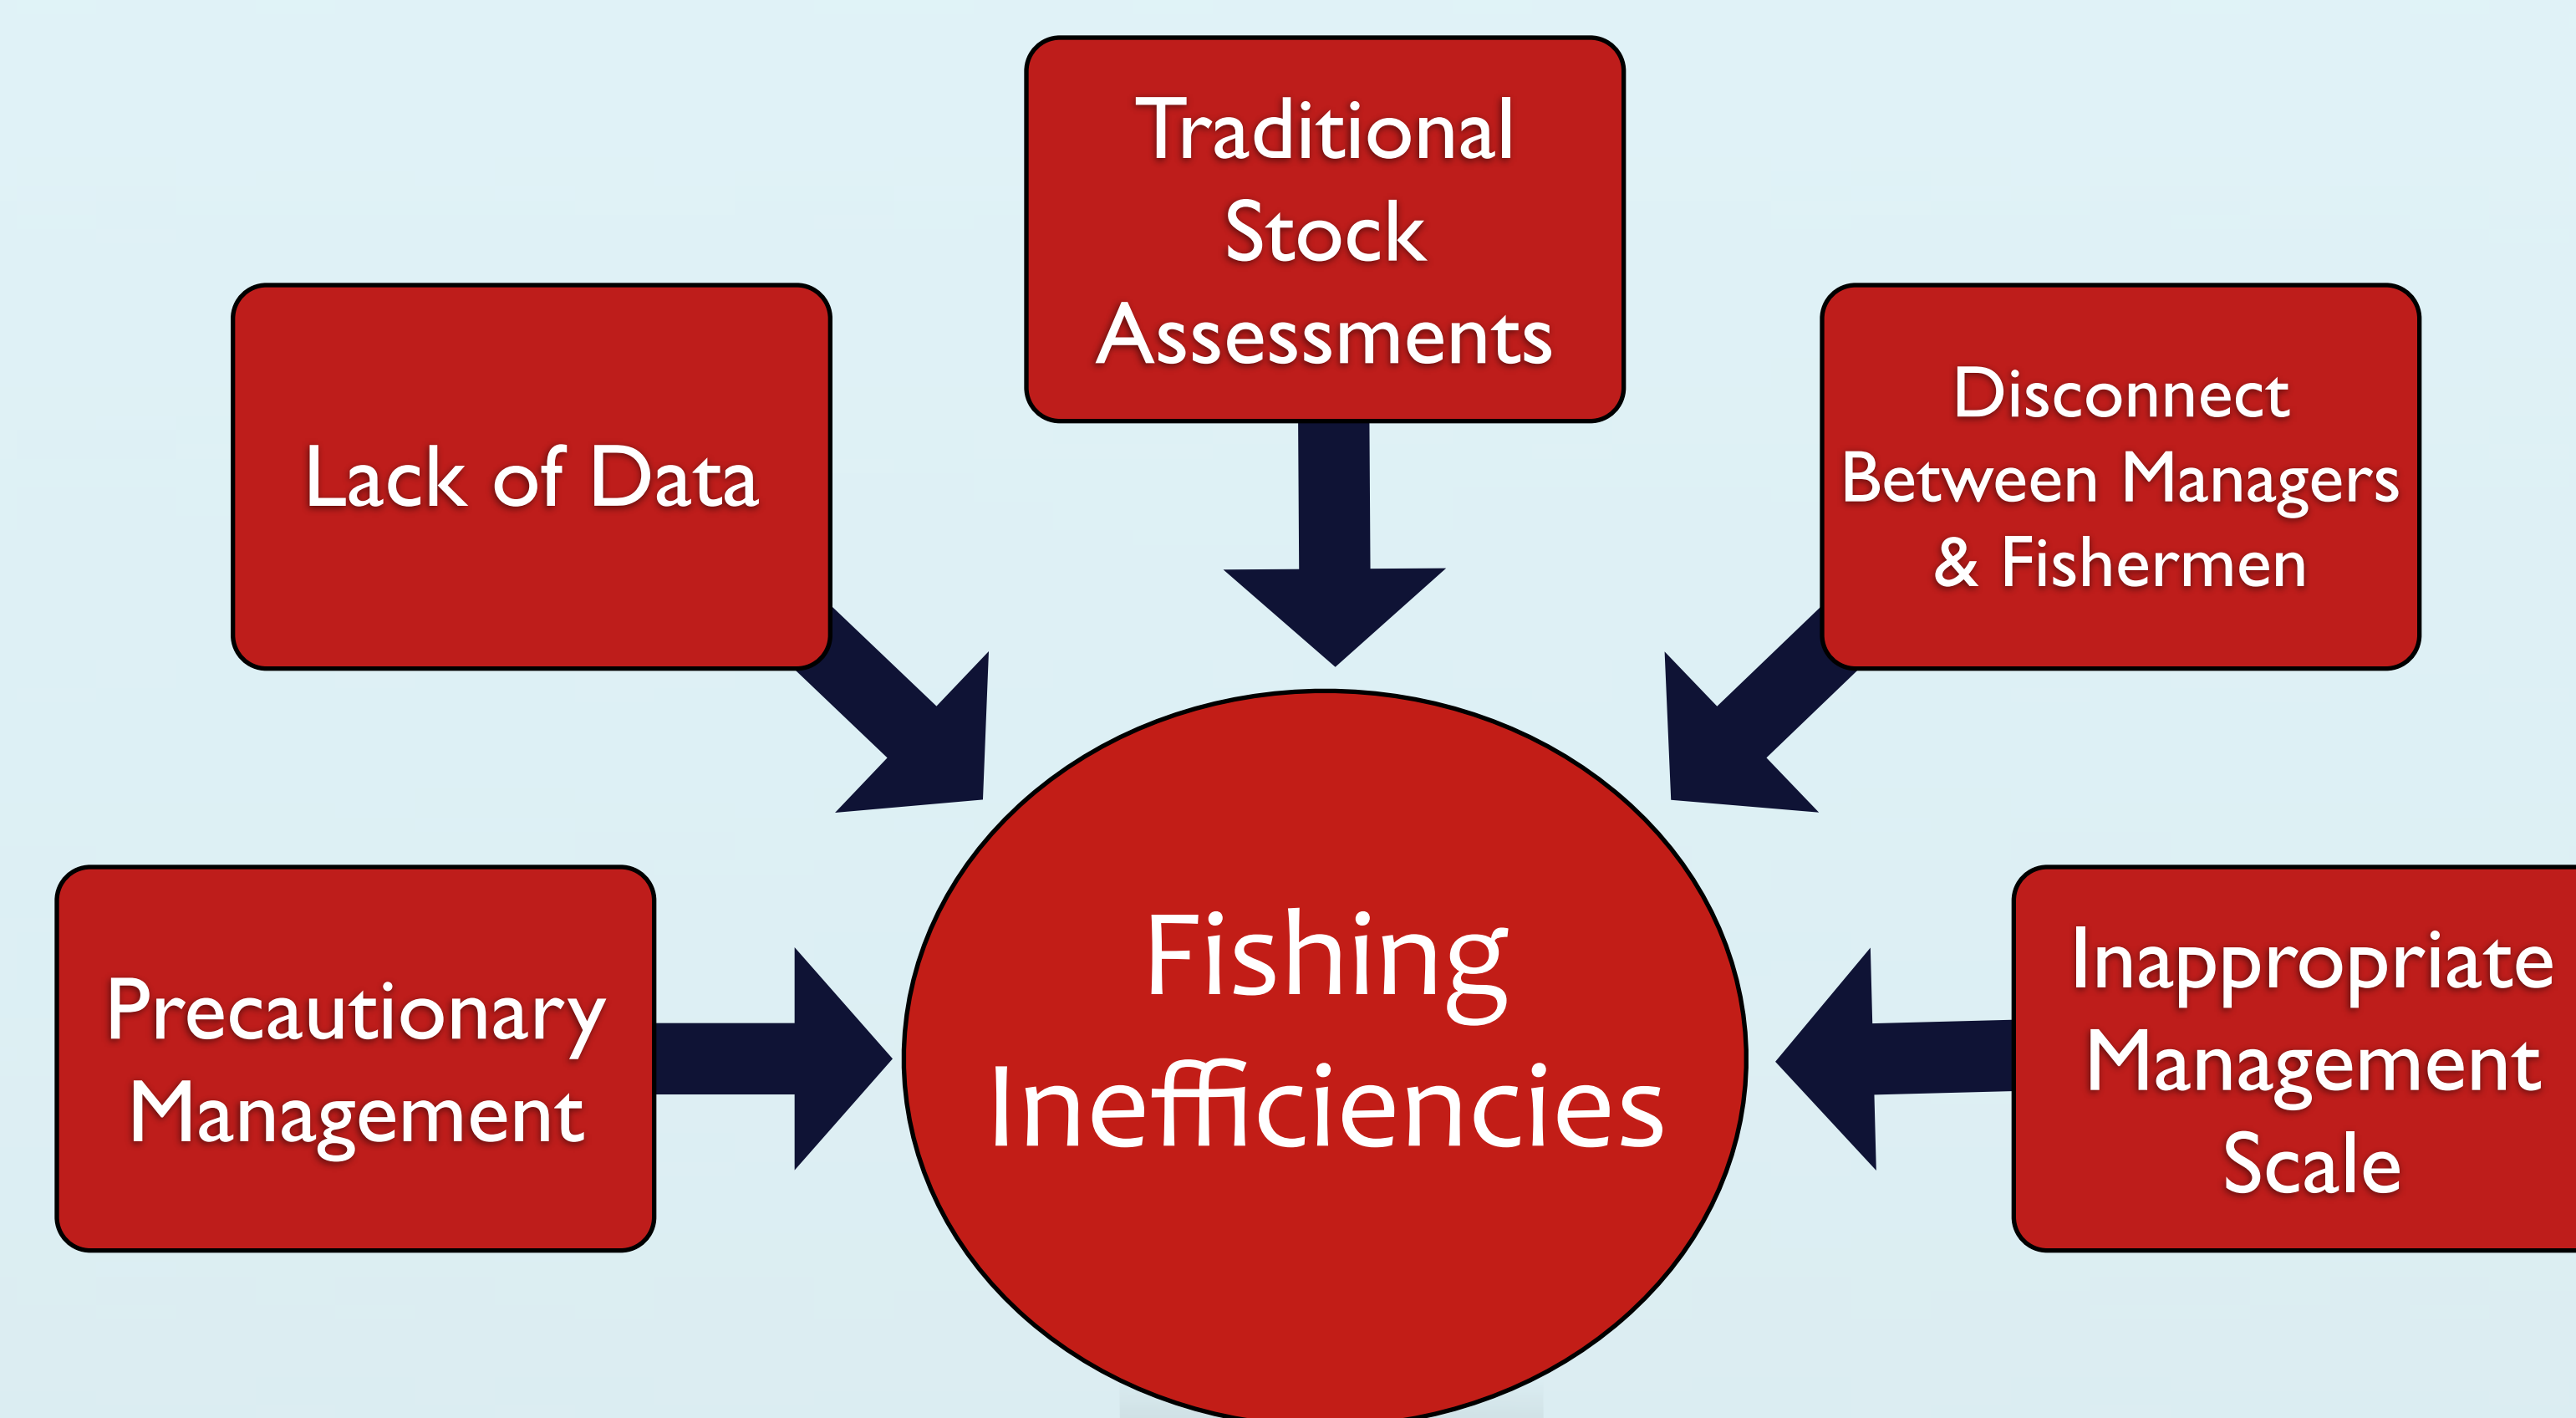 Traditional
Stock
Assessments
Lack of Data
Disconnect
Between Managers
& Fishermen
Precautionary
Management
Fishing
Inefficiencies
Inappropriate
Management
Scale